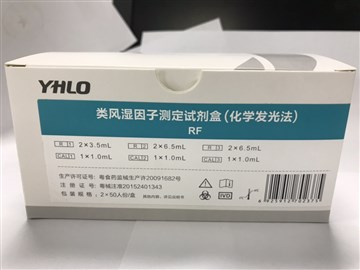 YHLO
类风湿因子测定试剂盒(化学发光法)
RF
R 1 2×3.5mL R 2 2×6.5mL R 3 2×6.5mL
CAL1 1×1.0mL CAL2 1×1.0mL CAL3 1×1.0mL
生产许可证号: 粤食药监械生产许20091682号
注册证号: 粤械注准20152401343
包装规格: 2×50人份/盒
IVD